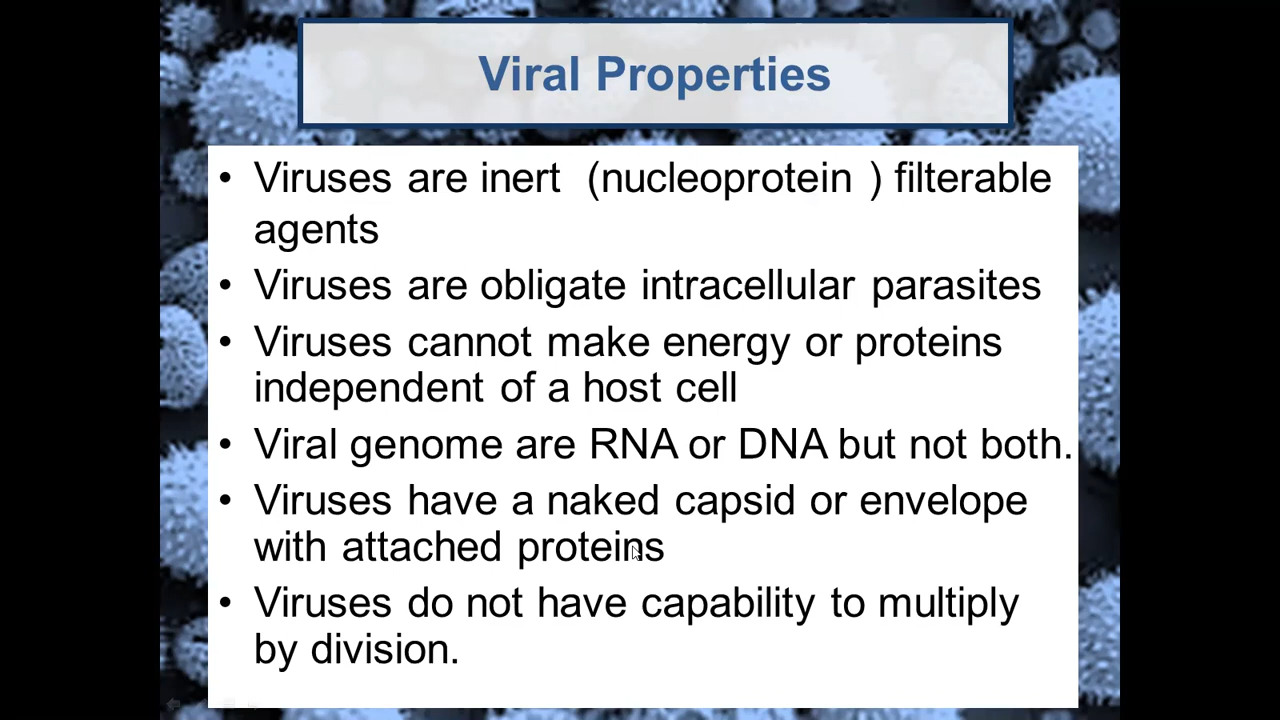 Viral Properties
• Viruses are inert (nucleoprotein ) filterable
agents
• Viruses are obligate intracellular parasites
• Viruses cannot make energy or proteins
independent of a host cell
• Viral genome are RNA or DNA but not both.
• Viruses have a naked capsid or envelope
with attached proteins
• Viruses do not have capability to multiply
by division.